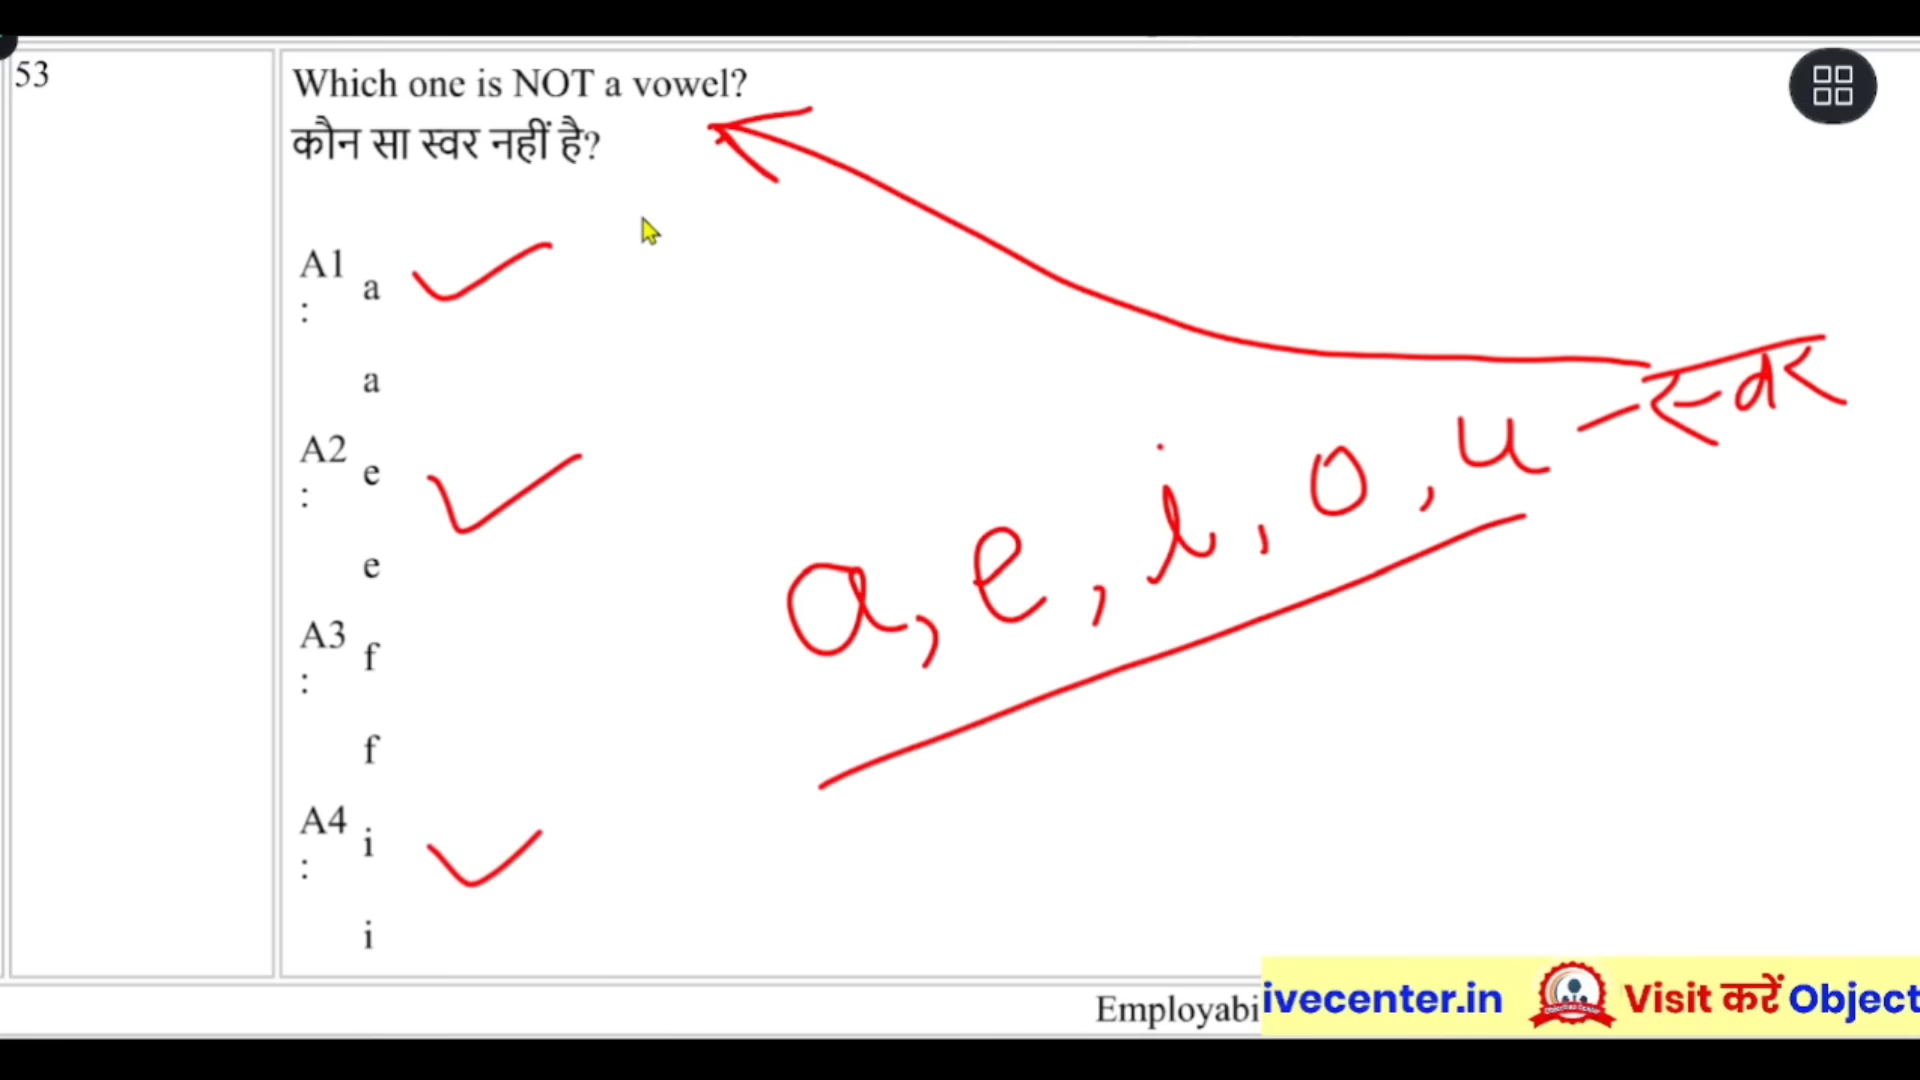 53
Which one is NOT a vowel?
कौन सा स्वर नहीं है?
A1
:
a
a
A2
:
e
e
A3
:
f
f
A4
:
i
i
a, e, i, o, u - स्वर
Employabi
ivecenter.in Visit करें Object